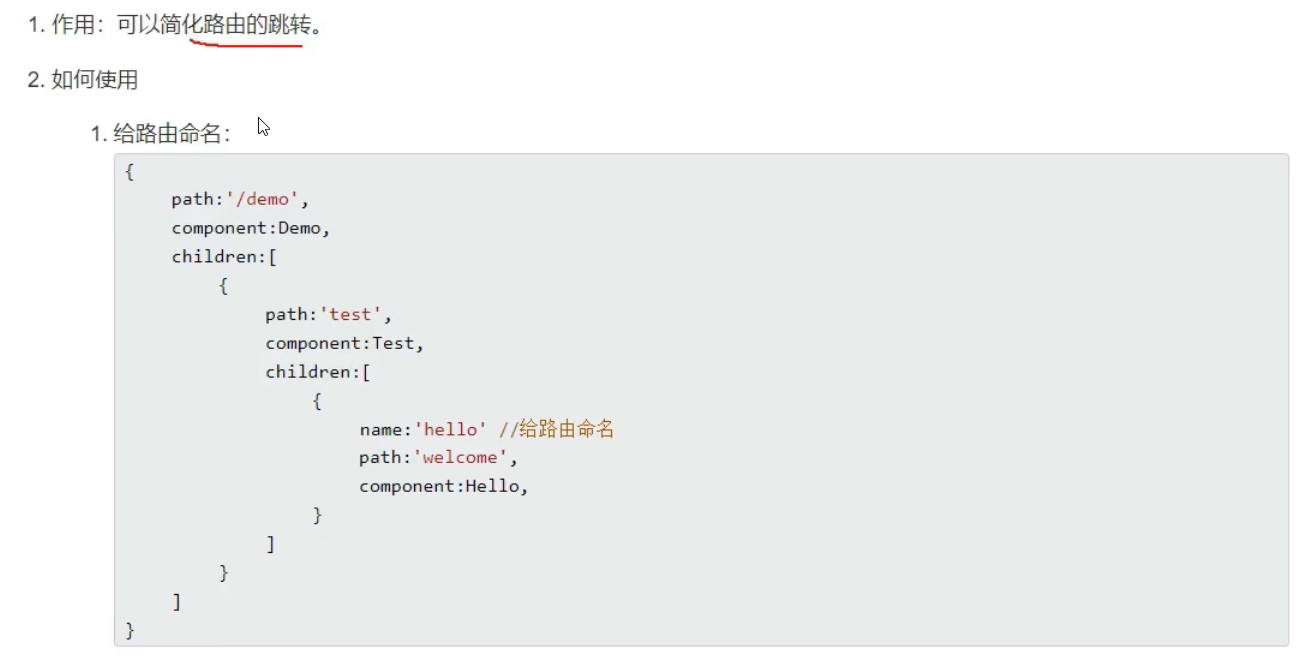 1. 作用：可以简化路由的跳转。
2. 如何使用
1. 给路由命名：
{
path:'/demo',
component:Demo,
children:[
{
path:'test',
component:Test,
children:[
{
name:'hello' //给路由命名
path:'welcome',
component:Hello,
}
]
}
]
}